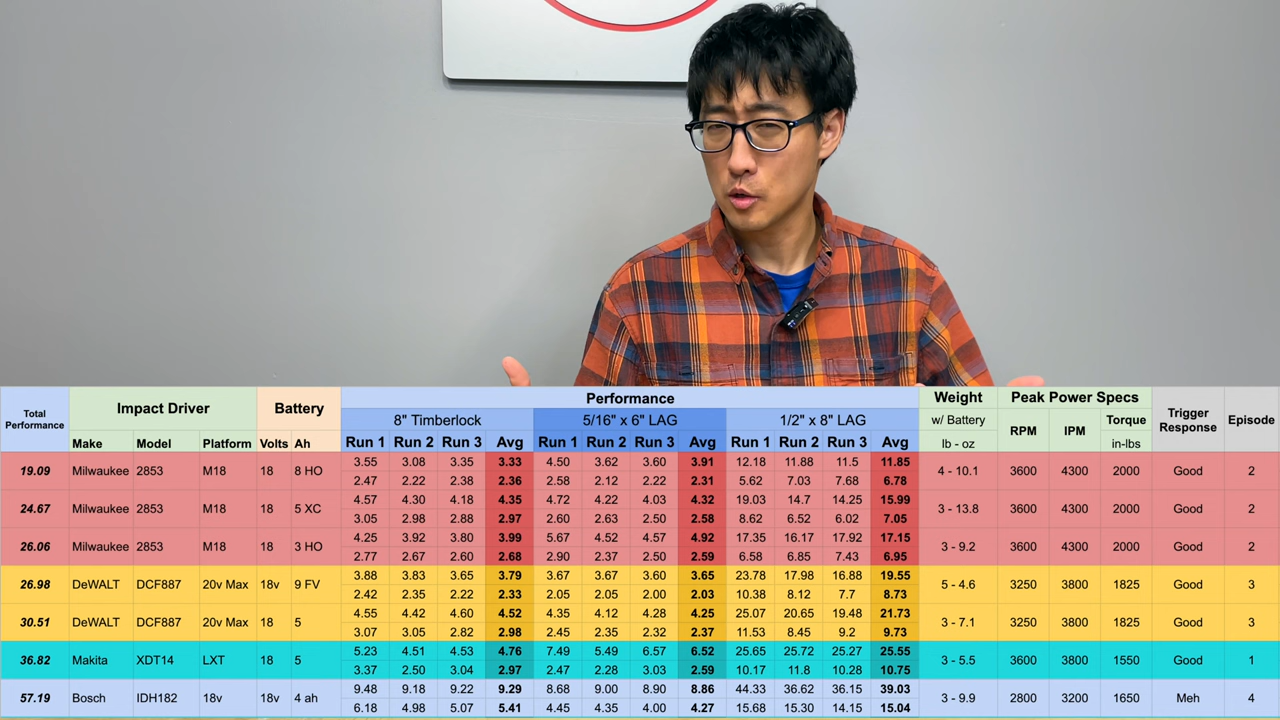 Total Performance Impact Driver Battery Performance Weight Peak Power Specs Trigger Response Episode
8" Timberlock 5/16" x 6" LAG 1/2" x 8" LAG w/ Battery RPM IPM Torque
Make Model Platform Volts Ah Run 1 Run 2 Run 3 Avg Run 1 Run 2 Run 3 Avg Run 1 Run 2 Run 3 Avg lb - oz in-lbs
19.09 Milwaukee 2853 M18 18 8 HO 3.55 3.08 3.35 3.33 4.50 3.62 3.60 3.91 12.18 11.88 11.5 11.85 4 - 10.1 3600 4300 2000 Good 2
2.47 2.22 2.38 2.36 2.58 2.12 2.22 2.31 5.62 7.03 7.68 6.78
24.67 Milwaukee 2853 M18 18 5 XC 4.57 4.30 4.18 4.35 4.72 4.22 4.03 4.32 19.03 14.7 14.25 15.99 3 - 13.8 3600 4300 2000 Good 2
3.05 2.98 2.88 2.97 2.60 2.63 2.50 2.58 8.62 6.52 6.02 7.05
26.06 Milwaukee 2853 M18 18 3 HO 4.25 3.92 3.80 3.99 5.67 4.52 4.57 4.92 17.35 16.17 17.92 17.15 3 - 9.2 3600 4300 2000 Good 2
2.77 2.67 2.60 2.68 2.90 2.37 2.50 2.59 6.58 6.85 7.43 6.95
26.98 DeWALT DCF887 20v Max 18v 9 FV 3.88 3.83 3.65 3.79 3.67 3.67 3.60 3.65 23.78 17.98 16.88 19.55 5 - 4.6 3250 3800 1825 Good 3
2.42 2.35 2.22 2.33 2.05 2.05 2.00 2.03 10.38 8.12 7.7 8.73
30.51 DeWALT DCF887 20v Max 18 5 4.55 4.42 4.60 4.52 4.35 4.12 4.28 4.25 25.07 20.65 19.48 21.73 3 - 7.1 3250 3800 1825 Good 3
3.07 3.05 2.82 2.98 2.45 2.35 2.32 2.37 11.53 8.45 9.2 9.73
36.82 Makita XDT14 LXT 18 5 5.23 4.51 4.53 4.76 7.49 5.49 6.57 6.52 25.65 25.72 25.27 25.55 3 - 5.5 3600 3800 1550 Good 1
3.37 2.50 3.04 2.97 2.47 2.28 3.03 2.59 10.17 11.8 10.28 10.75
57.19 Bosch IDH182 18v 18v 4 ah 9.48 9.18 9.22 9.29 8.68 9.00 8.90 8.86 44.33 36.62 36.15 39.03 3 - 9.9 2800 3200 1650 Meh 4
6.18 4.98 5.07 5.41 4.45 4.35 4.00 4.27 15.68 15.30 14.15 15.04